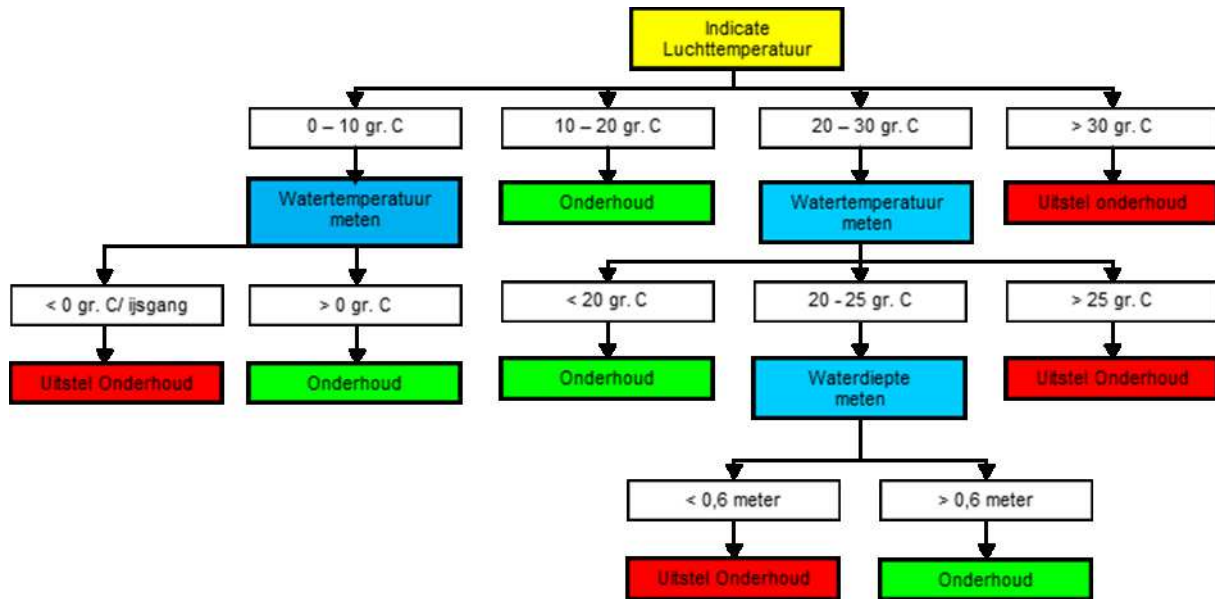 Indicate
Luchttemperatuur
0 – 10 gr. C
10 – 20 gr. C
20 – 30 gr. C
> 30 gr. C
Watertemperatuur
meten
Onderhoud
Watertemperatuur
meten
Uitstel onderhoud
< 0 gr. C/ ijsgang
> 0 gr. C
< 20 gr. C
20 - 25 gr. C
> 25 gr. C
Uitstel Onderhoud
Onderhoud
Onderhoud
Waterdiepte
meten
Uitstel Onderhoud
< 0,6 meter
> 0,6 meter
Uitstel Onderhoud
Onderhoud